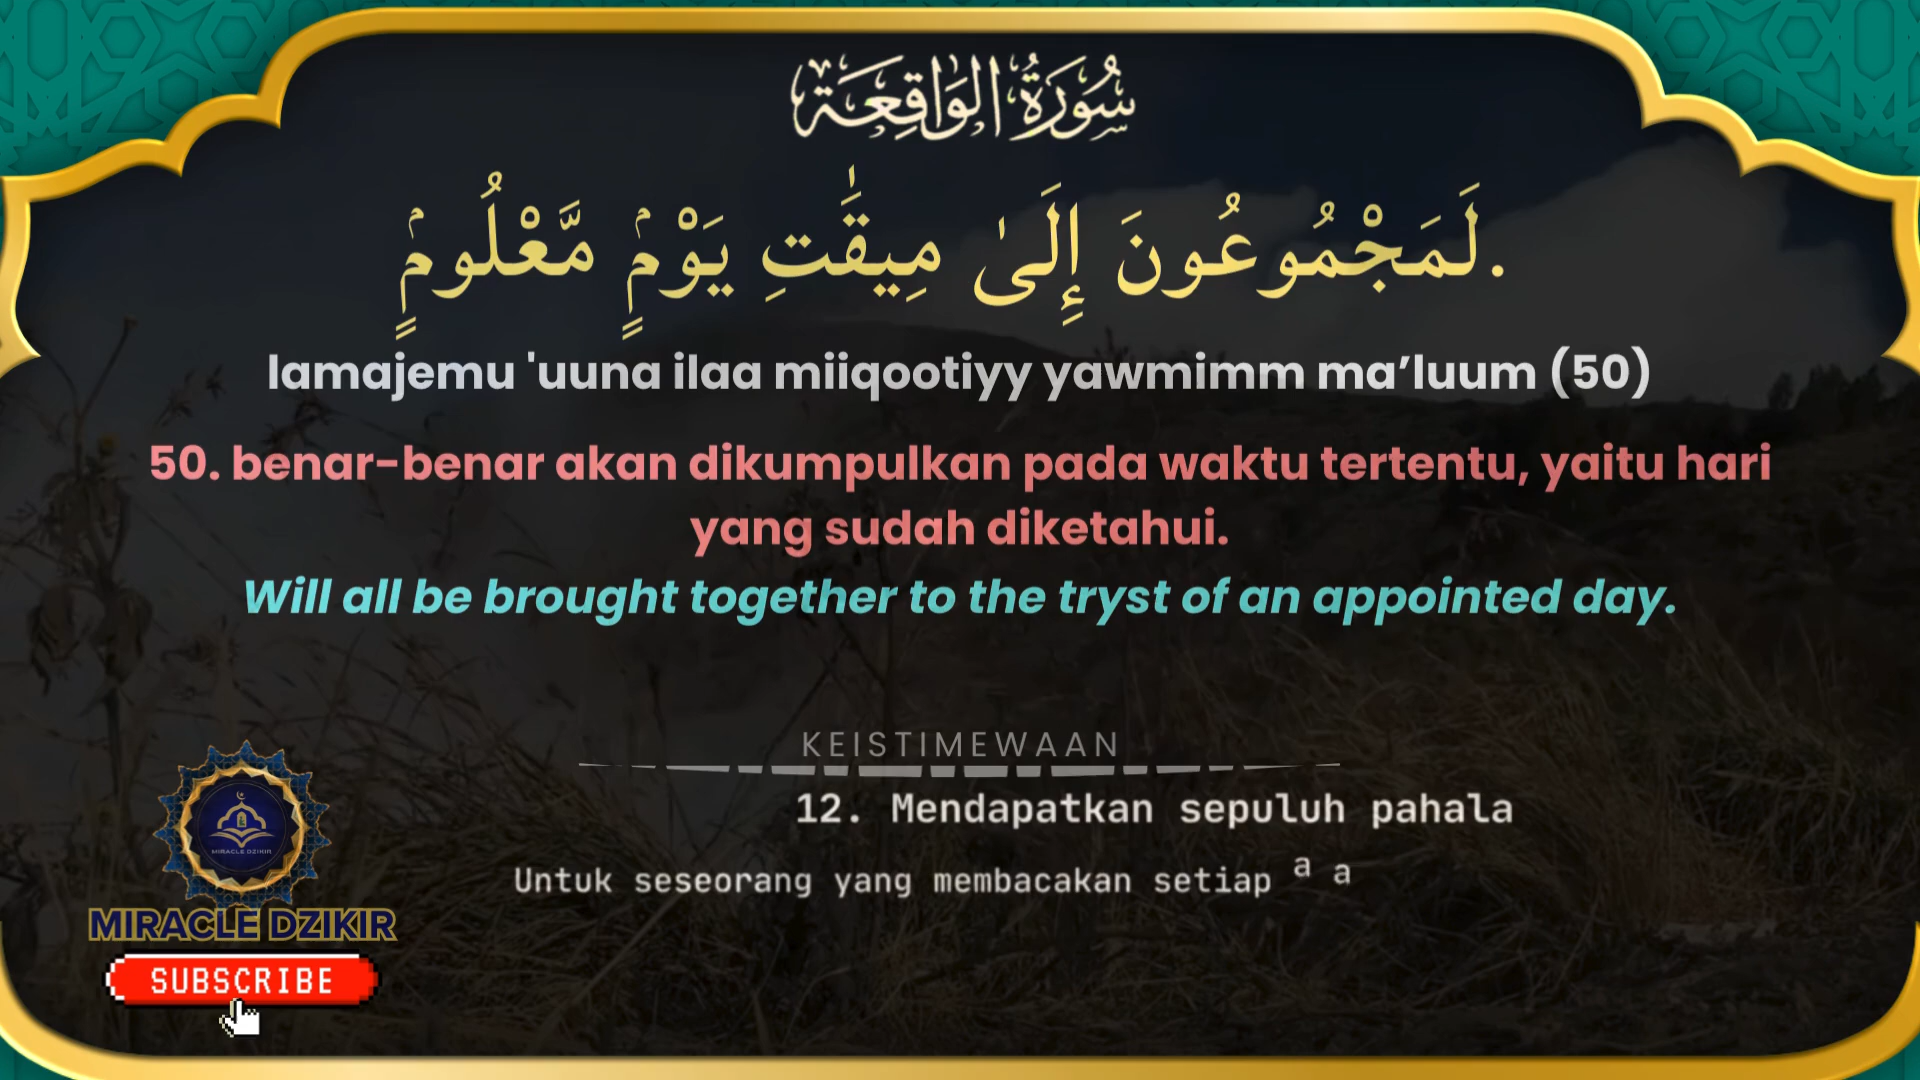 سُورَةُ الوَاقِعَة
لَمَجْمُوعُونَ إِلَىٰ مِيقَٰتِ يَوْمٍۢ مَّعْلُومٍۢ.
lamajemu 'uuna ilaa miiqootiyy yawmimm ma’luum (50)
50. benar-benar akan dikumpulkan pada waktu tertentu, yaitu hari
yang sudah diketahui.
Will all be brought together to the tryst of an appointed day.
KEISTIMEWAAN
12. Mendapatkan sepuluh pahala
Untuk seseorang yang membacakan setiap a a
MIRACLE DZIKIR
MIRACLE DZIKIR
SUBSCRIBE